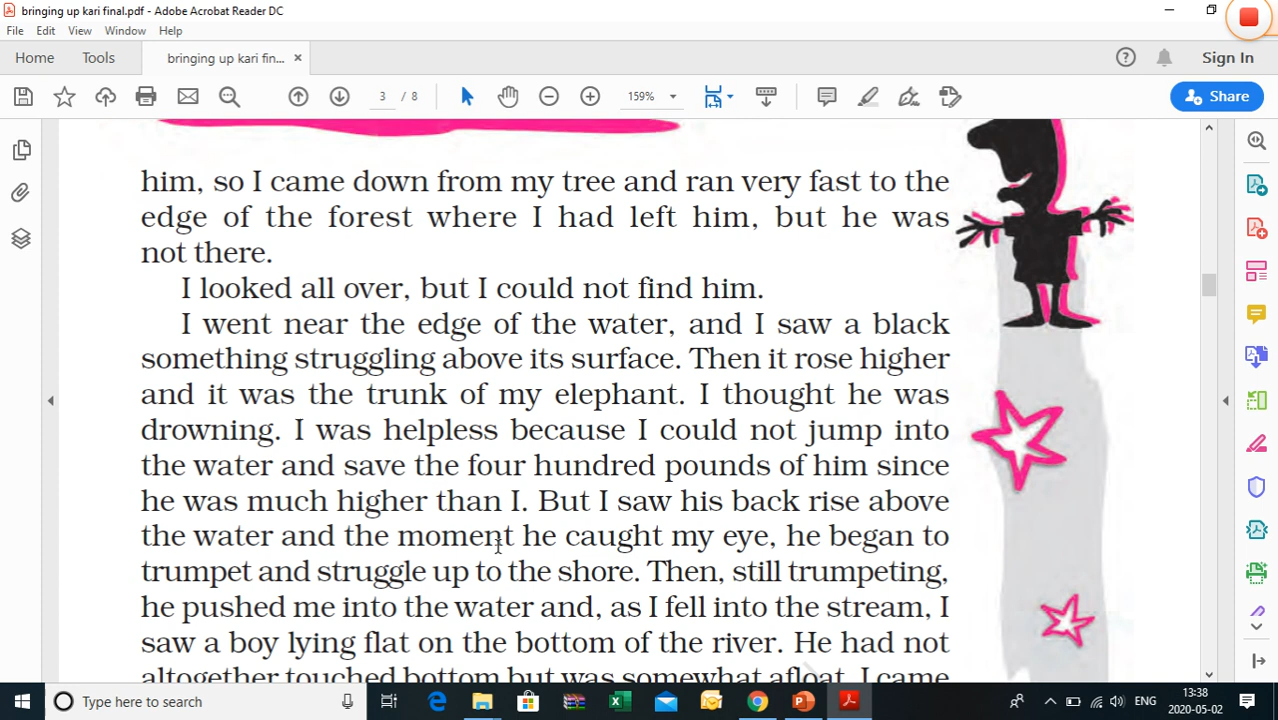 bringing up kari final.pdf - Adobe Acrobat Reader DC
File Edit View Window Help
Home Tools bringing up kari fin... × Sign In
3 / 8 159% Share
him, so I came down from my tree and ran very fast to the
edge of the forest where I had left him, but he was
not there.
I looked all over, but I could not find him.
I went near the edge of the water, and I saw a black
something struggling above its surface. Then it rose higher
and it was the trunk of my elephant. I thought he was
drowning. I was helpless because I could not jump into
the water and save the four hundred pounds of him since
he was much higher than I. But I saw his back rise above
the water and the moment he caught my eye, he began to
trumpet and struggle up to the shore. Then, still trumpeting,
he pushed me into the water and, as I fell into the stream, I
saw a boy lying flat on the bottom of the river. He had not
altogether touched bottom but was somewhat afloat. I came
Type here to search ENG 13:38
2020-05-02